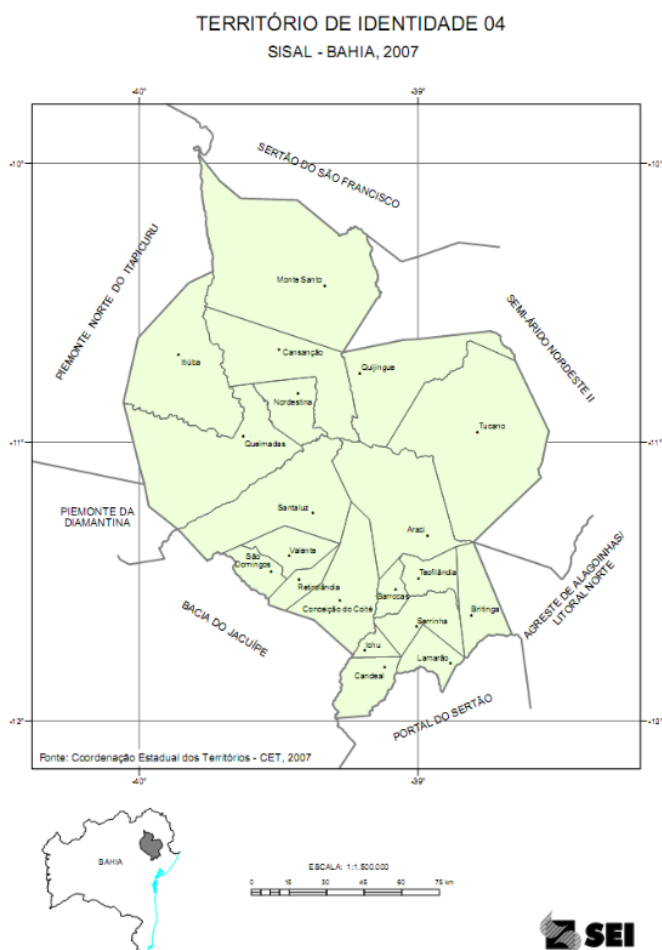 TERRITÓRIO DE IDENTIDADE 04
SISAL - BAHIA, 2007
-40°
-39°
-10°
-10°
SERTÃO DO SÃO FRANCISCO
PIEMONTE NORTE DO ITAPICURU
SEMI-ÁRIDO NORDESTE II
Monte Santo
Itiúba
Cansanção
Quijingue
Nordestina
Tucano
Queimadas
-11°
-11°
PIEMONTE DA
DIAMANTINA
Santaluz
Araci
AGRESTE DE ALAGOINHAS/
LITORAL NORTE
São
Domingos
Valente
Retirolândia
Teofilândia
Barrocas
Conceição do Coité
Biritinga
Serrinha
BACIA DO JACUÍPE
Ichu
Lamarão
Candeal
PORTAL DO SERTÃO
-12°
-12°
Fonte: Coordenação Estadual dos Territórios - CET, 2007
-40°
-39°
BAHIA
ESCALA: 1:1.500.000
0 15 30 45 60 75 km
SEI